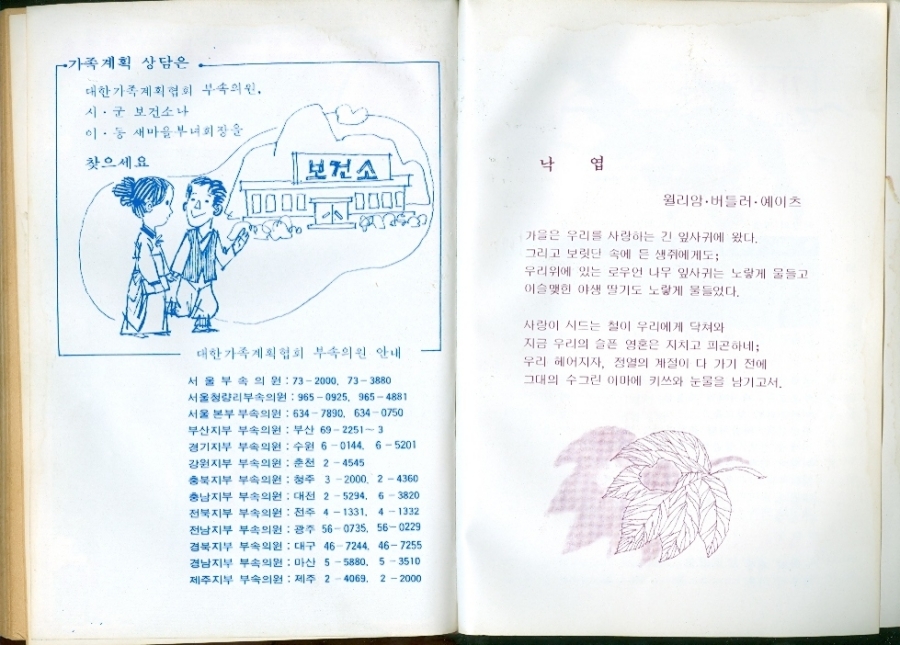 가족계획 상담은
대한가족계획협회 부속의원,
시·군 보건소나
이·동 새마을부녀회장을
찾으세요
보건소
대한가족계획협회 부속의원 안내
서울부속의원 : 73-2000, 73-3880
서울청량리부속의원 : 965-0925, 965-4881
서울본부 부속의원 : 634-7890, 634-0750
부산지부 부속의원 : 부산 69-2251~3
경기지부 부속의원 : 수원 6-0144, 6-5201
강원지부 부속의원 : 춘천 2-4545
충북지부 부속의원 : 청주 3-2000, 2-4360
충남지부 부속의원 : 대전 2-5294, 6-3820
전북지부 부속의원 : 전주 4-1331, 4-1332
전남지부 부속의원 : 광주 56-0735, 56-0229
경북지부 부속의원 : 대구 46-7244, 46-7255
경남지부 부속의원 : 마산 5-5880, 5-3510
제주지부 부속의원 : 제주 2-4069, 2-2000
낙 엽
윌리암·버틀러·예이츠
가을은 우리를 사랑하는 긴 잎사귀에 왔다.
그리고 보릿단 속에 든 생쥐에게도;
우리위에 있는 로우언 나무 잎사귀는 노랗게 물들고
이슬맺힌 야생 딸기도 노랗게 물들었다.
사랑이 시드는 철이 우리에게 닥쳐와
지금 우리의 슬픈 영혼은 지치고 피곤하네;
우리 헤어지자, 정열의 계절이 다 가기 전에
그대의 수그린 이마에 키쓰와 눈물을 남기고서.